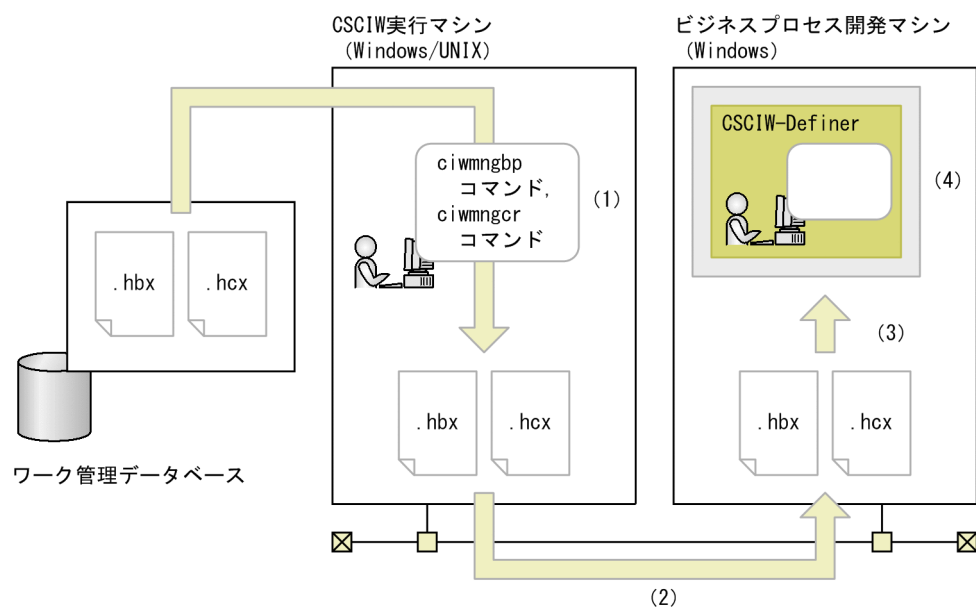 CSCIW実行マシン
（Windows/UNIX）
ビジネスプロセス開発マシン
（Windows）
CSCIW-Definer
ciwmngbp
コマンド,
ciwmngcr
コマンド
（1）
（4）
.hbx
.hcx
（3）
.hbx
.hcx
.hbx
.hcx
ワーク管理データベース
（2）